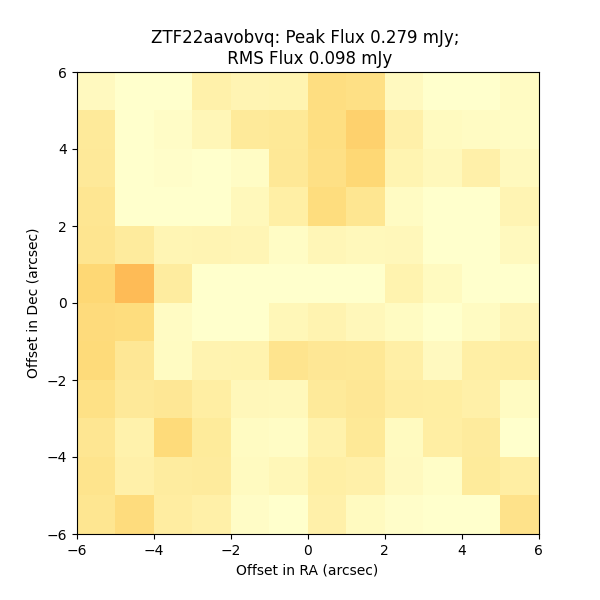 ZTF22aavobvq: Peak Flux 0.279 mJy;
RMS Flux 0.098 mJy
6
4
2
0
−2
−4
−6
Offset in Dec (arcsec)
−6 −4 −2 0 2 4 6
Offset in RA (arcsec)